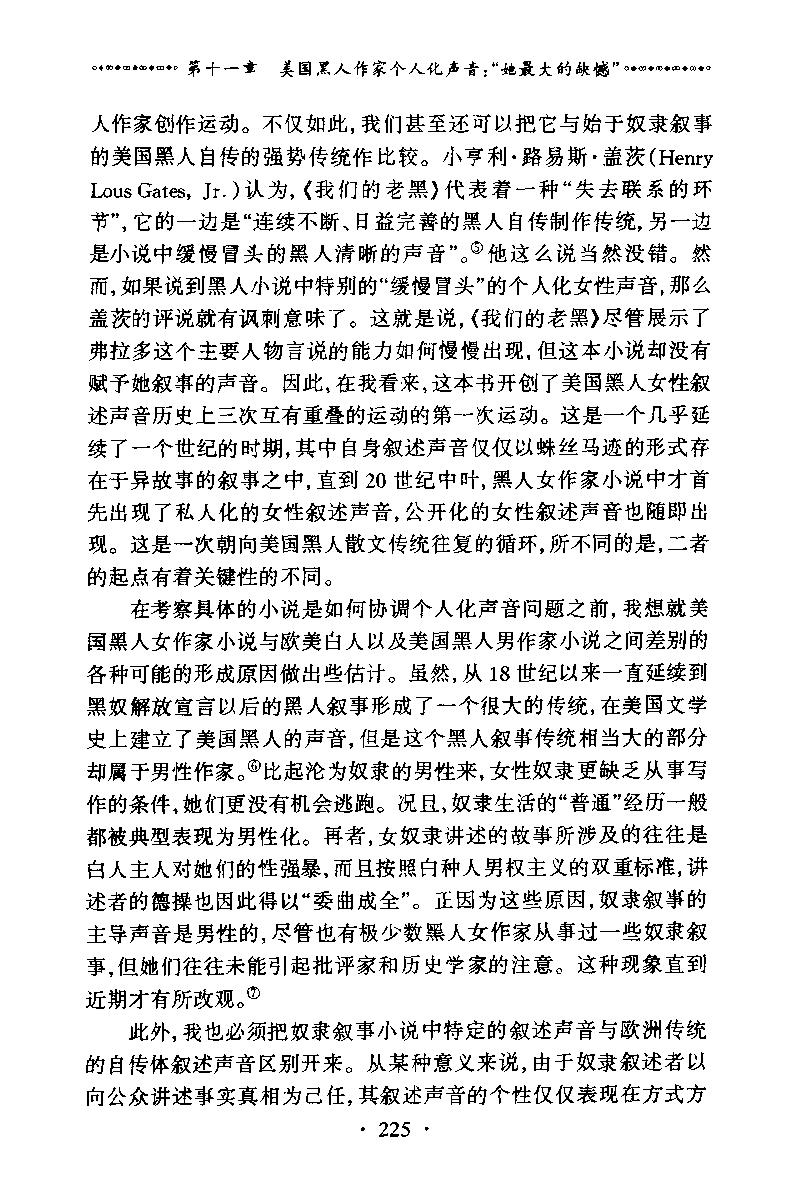 第十一章 美国黑人作家个人化声音:“她最大的缺憾”
人作家创作运动。不仅如此,我们甚至还可以把它与始于奴隶叙事
的美国黑人自传的强势传统作比较。小亨利·路易斯·盖茨(Henry
Lous Gates, Jr.)认为,《我们的老黑》代表着一种“失去联系的环
节”,它的一边是“连续不断、日益完善的黑人自传制作传统,另一边
是小说中缓慢冒头的黑人清晰的声音”。⑤他这么说当然没错。然
而,如果说到黑人小说中特别的“缓慢冒头”的个人化女性声音,那么
盖茨的评说就有讽刺意味了。这就是说,《我们的老黑》尽管展示了
弗拉多这个主要人物言说的能力如何慢慢出现,但这本小说却没有
赋予她叙事的声音。因此,在我看来,这本书开创了美国黑人女性叙
述声音历史上三次互有重叠的运动的第一次运动。这是一个几乎延
续了一个世纪的时期,其中自身叙述声音仅仅以蛛丝马迹的形式存
在于异故事的叙事之中,直到 20 世纪中叶,黑人女作家小说中才首
先出现了私人化的女性叙述声音,公开化的女性叙述声音也随即出
现。这是一次朝向美国黑人散文传统往复的循环,所不同的是,二者
的起点有着关键性的不同。
在考察具体的小说是如何协调个人化声音问题之前,我想就美
国黑人女作家小说与欧美白人以及美国黑人男作家小说之间差别的
各种可能的形成原因做出些估计。虽然,从 18 世纪以来一直延续到
黑奴解放宣言以后的黑人叙事形成了一个很大的传统,在美国文学
史上建立了美国黑人的声音,但是这个黑人叙事传统相当大的部分
却属于男性作家。⑥比起沦为奴隶的男性来,女性奴隶更缺乏从事写
作的条件,她们更没有机会逃跑。况且,奴隶生活的“普通”经历一般
都被典型表现为男性化。再者,女奴隶讲述的故事所涉及的往往是
白人主人对她们的性强暴,而且按照白种人男权主义的双重标准,讲
述者的德操也因此得以“委曲成全”。正因为这些原因,奴隶叙事的
主导声音是男性的,尽管也有极少数黑人女作家从事过一些奴隶叙
事,但她们往往未能引起批评家和历史学家的注意。这种现象直到
近期才有所改观。⑦
此外,我也必须把奴隶叙事小说中特定的叙述声音与欧洲传统
的自传体叙述声音区别开来。从某种意义来说,由于奴隶叙述者以
向公众讲述事实真相为己任,其叙述声音的个性仅仅表现在方式方
· 225 ·